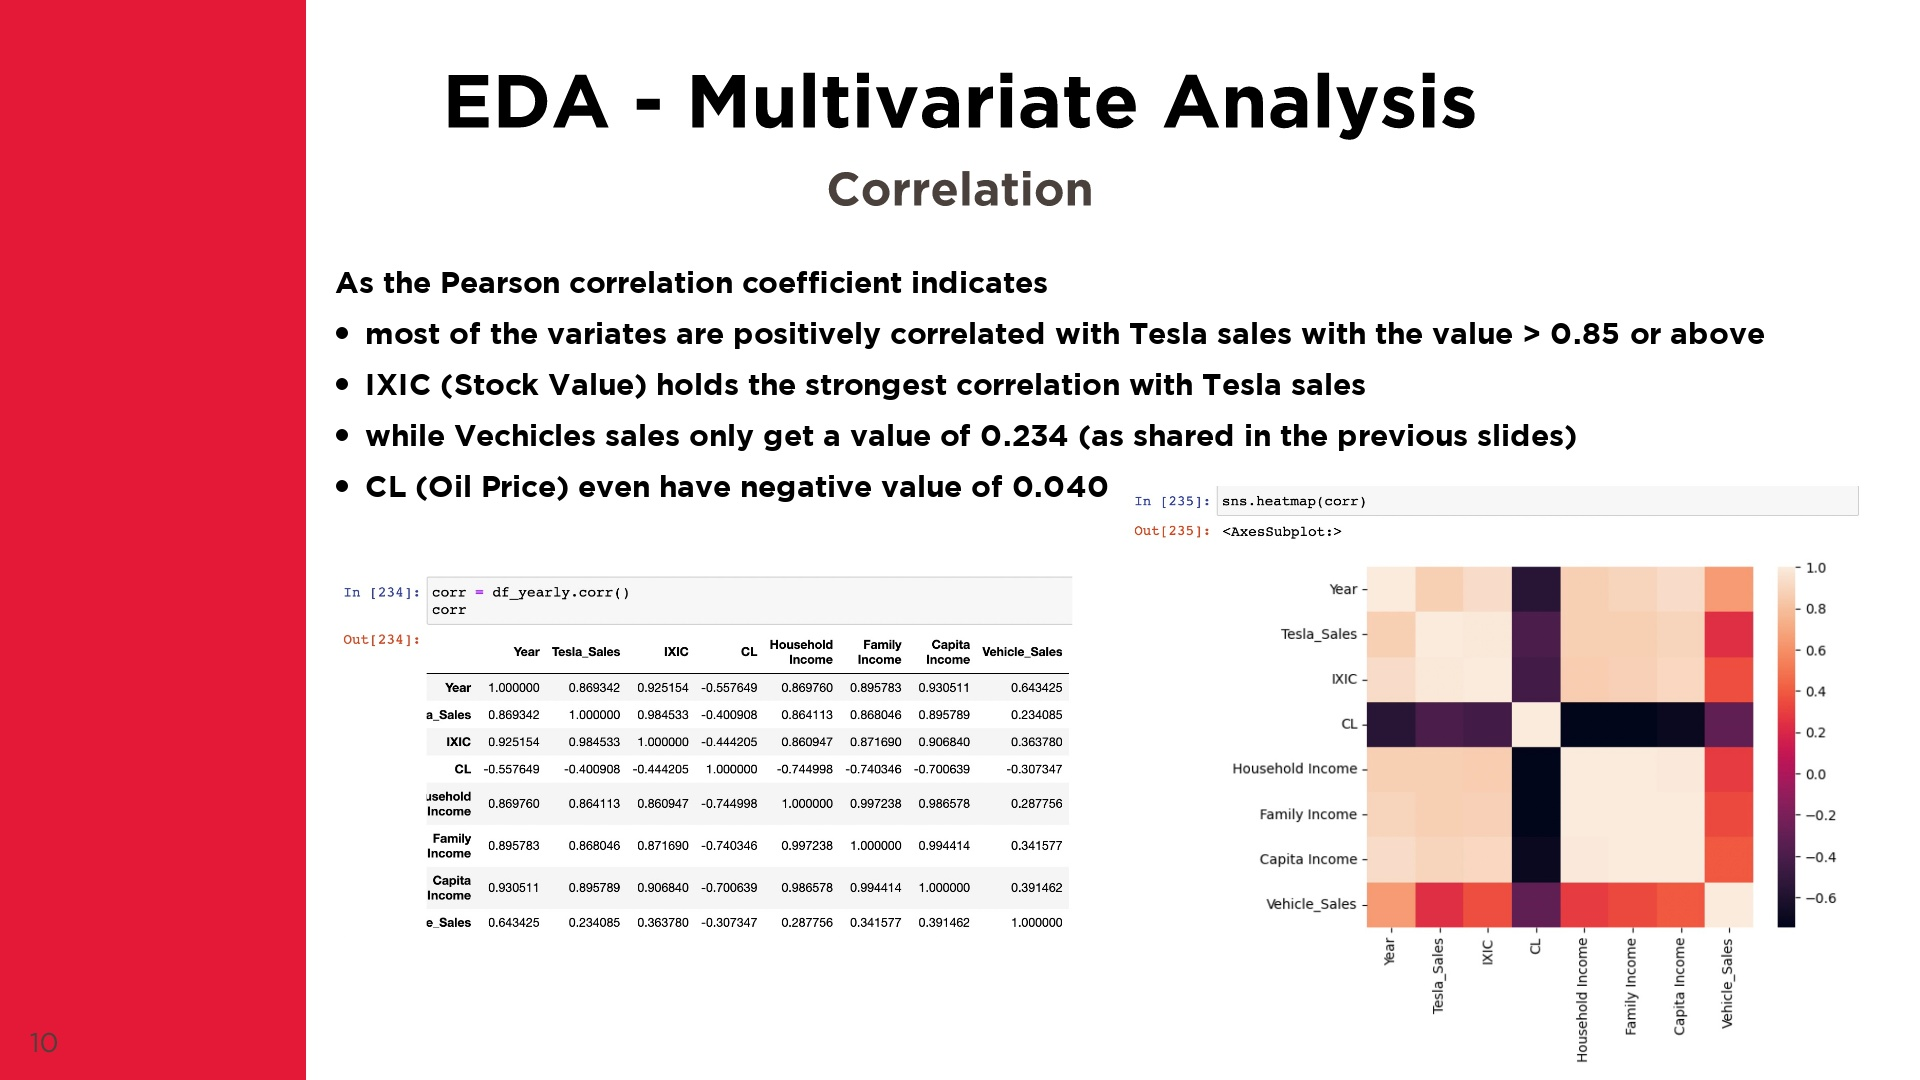 EDA - Multivariate Analysis
Correlation
As the Pearson correlation coefficient indicates
• most of the variates are positively correlated with Tesla sales with the value > 0.85 or above
• IXIC (Stock Value) holds the strongest correlation with Tesla sales
• while Vechicles sales only get a value of 0.234 (as shared in the previous slides)
• CL (Oil Price) even have negative value of 0.040
In [234]: corr = df_yearly.corr()
corr
Out[234]:
Year Tesla_Sales IXIC CL Household Income Family Income Capita Income Vehicle_Sales
Year 1.000000 0.869342 0.925154 -0.557649 0.869760 0.895783 0.930511 0.643425
a_Sales 0.869342 1.000000 0.984533 -0.400908 0.864113 0.868046 0.895789 0.234085
IXIC 0.925154 0.984533 1.000000 -0.444205 0.860947 0.871690 0.906840 0.363780
CL -0.557649 -0.400908 -0.444205 1.000000 -0.744998 -0.740346 -0.700639 -0.307347
usehold Income 0.869760 0.864113 0.860947 -0.744998 1.000000 0.997238 0.986578 0.287756
Family Income 0.895783 0.868046 0.871690 -0.740346 0.997238 1.000000 0.994414 0.341577
Capita Income 0.930511 0.895789 0.906840 -0.700639 0.986578 0.994414 1.000000 0.391462
e_Sales 0.643425 0.234085 0.363780 -0.307347 0.287756 0.341577 0.391462 1.000000
In [235]: sns.heatmap(corr)
Out[235]: <AxesSubplot:>
Year
Tesla_Sales
IXIC
CL
Household Income
Family Income
Capita Income
Vehicle_Sales
Year
Tesla_Sales
IXIC
CL
Household Income
Family Income
Capita Income
Vehicle_Sales
1.0
0.8
0.6
0.4
0.2
0.0
−0.2
−0.4
−0.6
10